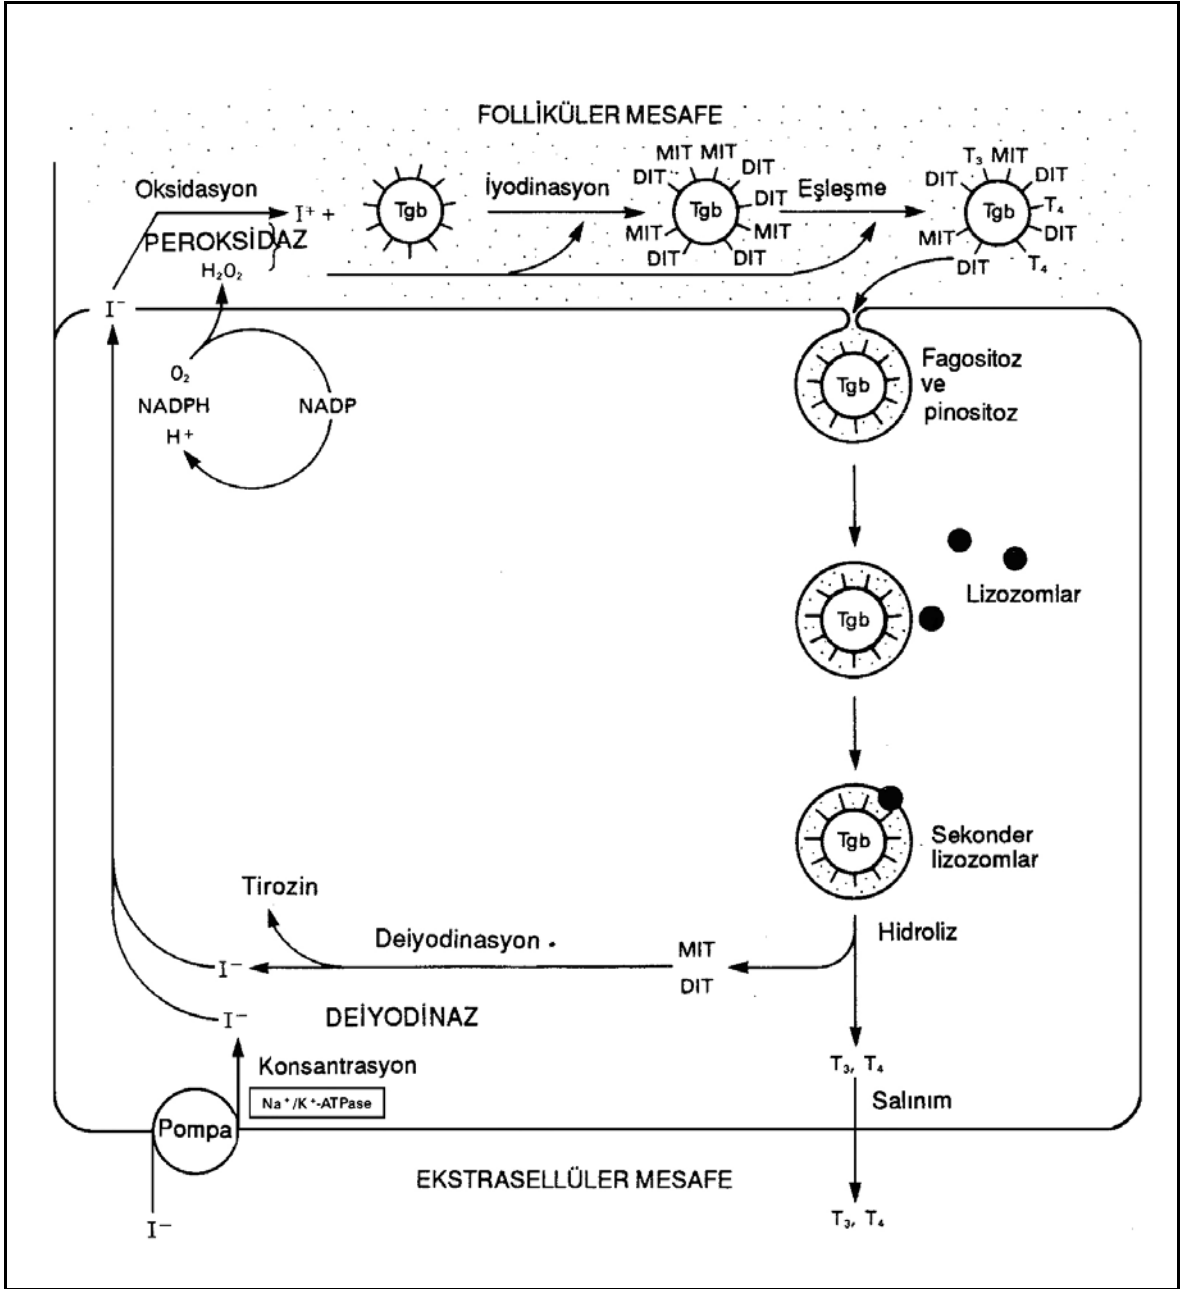 FOLLİKÜLER MESAFE
Oksidasyon
I⁺ +
PEROKSİDAZ
H₂O₂
Tgb
İyodinasyon
MIT MIT
DIT
DIT
DIT
Tgb
MIT
MIT
DIT
DIT
Eşleşme
T₃ MIT
DIT
DIT
Tgb
T₄
MIT
DIT
DIT
T₄
I⁻
O₂
NADPH
NADP
H⁺
Tgb
Fagositoz
ve
pinositoz
Lizozomlar
Tgb
Tgb
Sekonder
lizozomlar
Hidroliz
Tirozin
Deiyodinasyon
MIT
DIT
I⁻
I⁻
DEİYODİNAZ
Konsantrasyon
Na⁺/K⁺-ATPase
Pompa
T₃, T₄
Salınım
EKSTRASELLÜLER MESAFE
I⁻
T₃, T₄